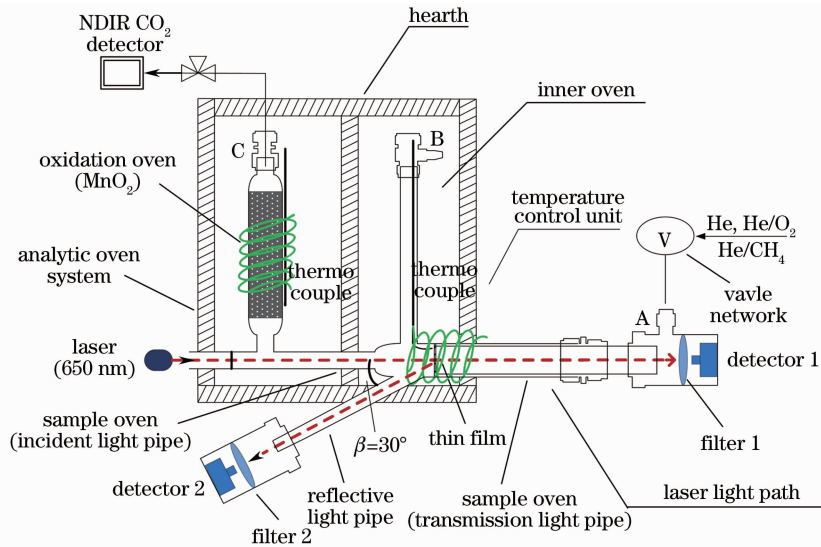 NDIR CO₂
detector
hearth
inner oven
C
B
oxidation oven
(MnO₂)
temperature
control unit
V
He, He/O₂
He/CH₄
analytic oven
system
thermo
couple
thermo
couple
vavle
network
A
laser
(650 nm)
detector 1
sample oven
(incident light pipe)
β=30°
thin film
filter 1
detector 2
filter 2
reflective
light pipe
sample oven
(transmission light pipe)
laser light path